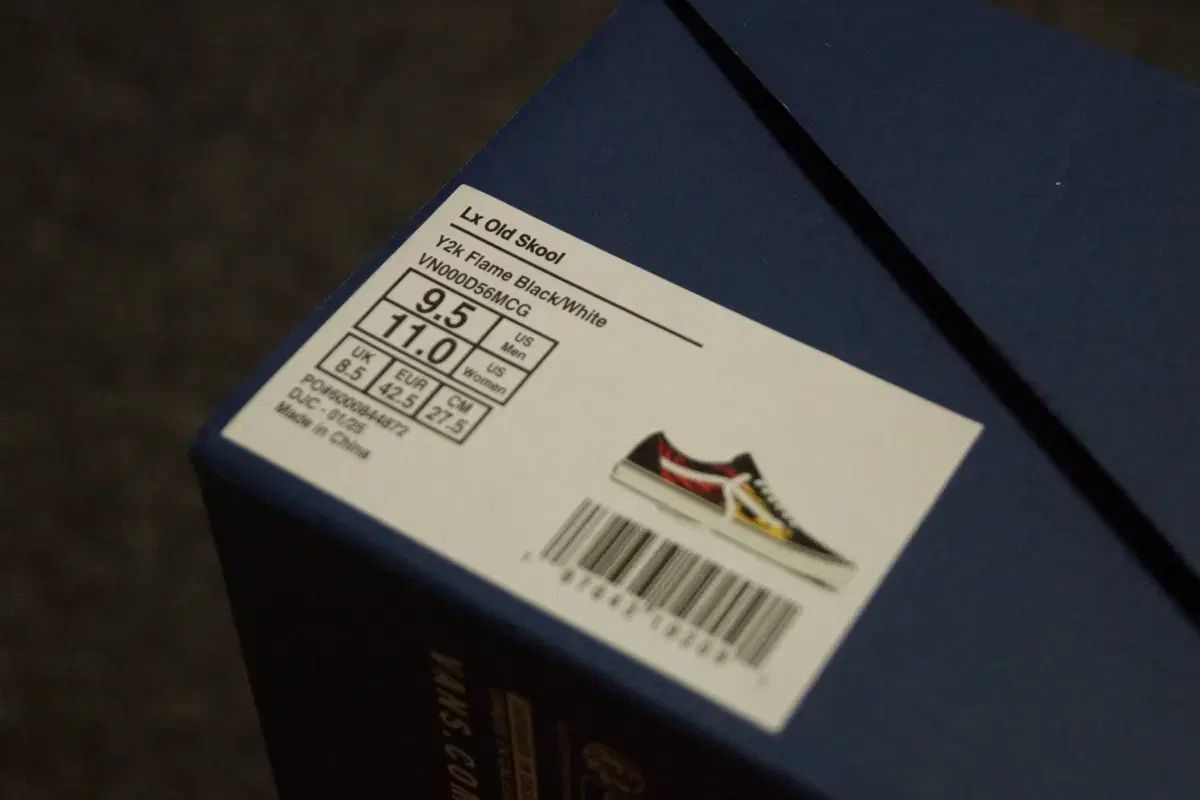 Lx Old Skool
Y2k Flame Black/White
VN000D56MCG
9.5 US Men
11.0 US Women
UK 8.5 EUR 42.5 CM 27.5
PO#6000844872
DJC - 01/25
Made in China
VANS.COM